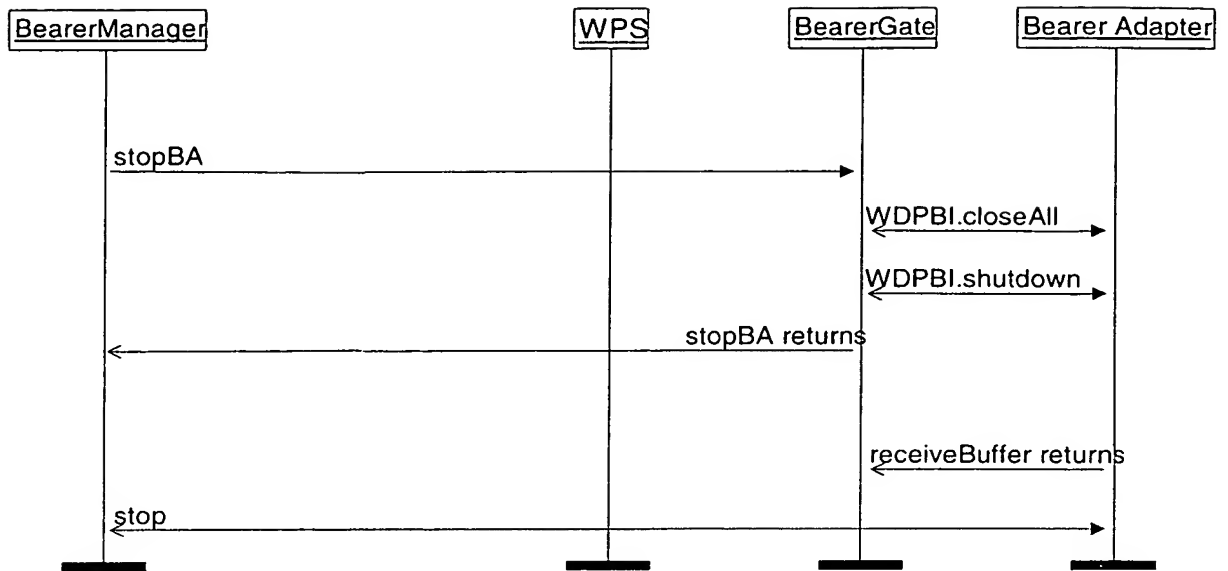 BearerManager
WPS
BearerGate
Bearer Adapter
stopBA
WDPBI.closeAll
WDPBI.shutdown
stopBA returns
receiveBuffer returns
stop